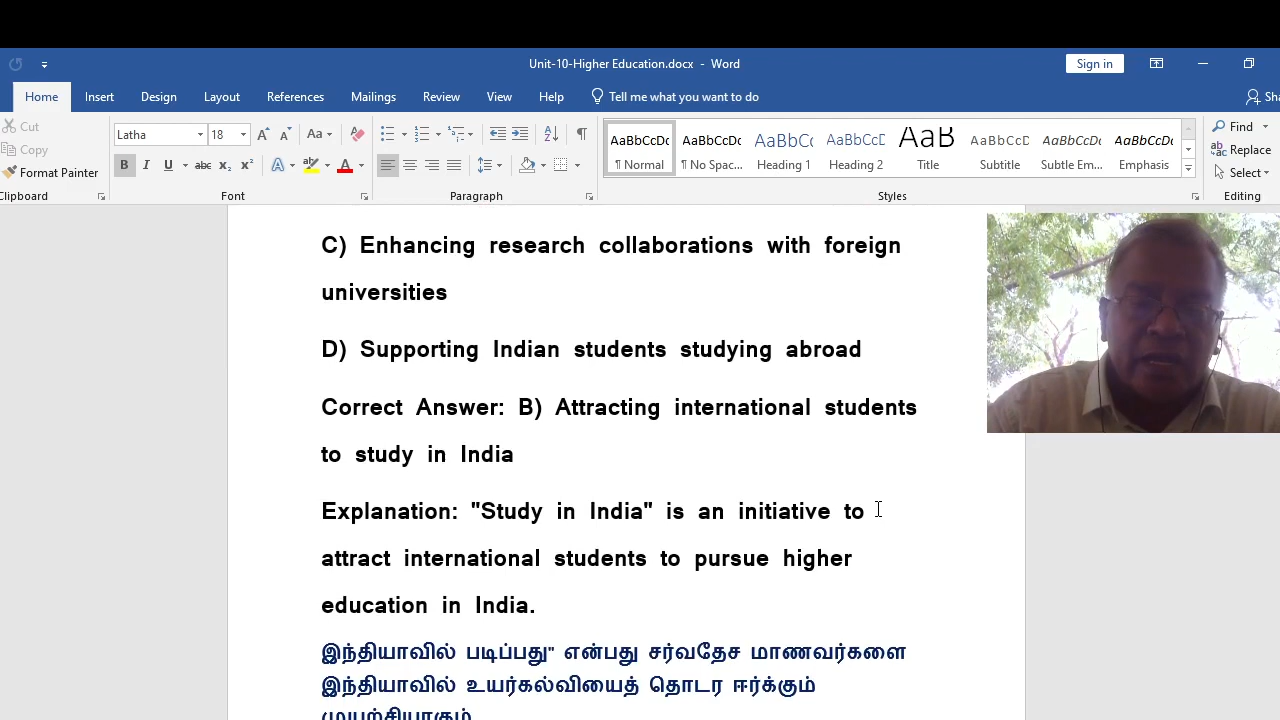 Unit-10-Higher Education.docx - Word
Sign in
Home Insert Design Layout References Mailings Review View Help Tell me what you want to do
Cut
Copy
Format Painter
Clipboard
Latha 18
Font
Paragraph
AaBbCcDc AaBbCcDc AaBbC AaBbCcD AaB AaBbCcD AaBbCcDc AaBbCcDc
¶ Normal ¶ No Spac... Heading 1 Heading 2 Title Subtitle Subtle Em... Emphasis
Styles
Find
Replace
Select
Editing
C) Enhancing research collaborations with foreign
universities
D) Supporting Indian students studying abroad
Correct Answer: B) Attracting international students
to study in India
Explanation: "Study in India" is an initiative to
attract international students to pursue higher
education in India.
இந்தியாவில் படிப்பது" என்பது சர்வதேச மாணவர்களை
இந்தியாவில் உயர்கல்வியைத் தொடர ஈர்க்கும்
முயற்சியாகும்